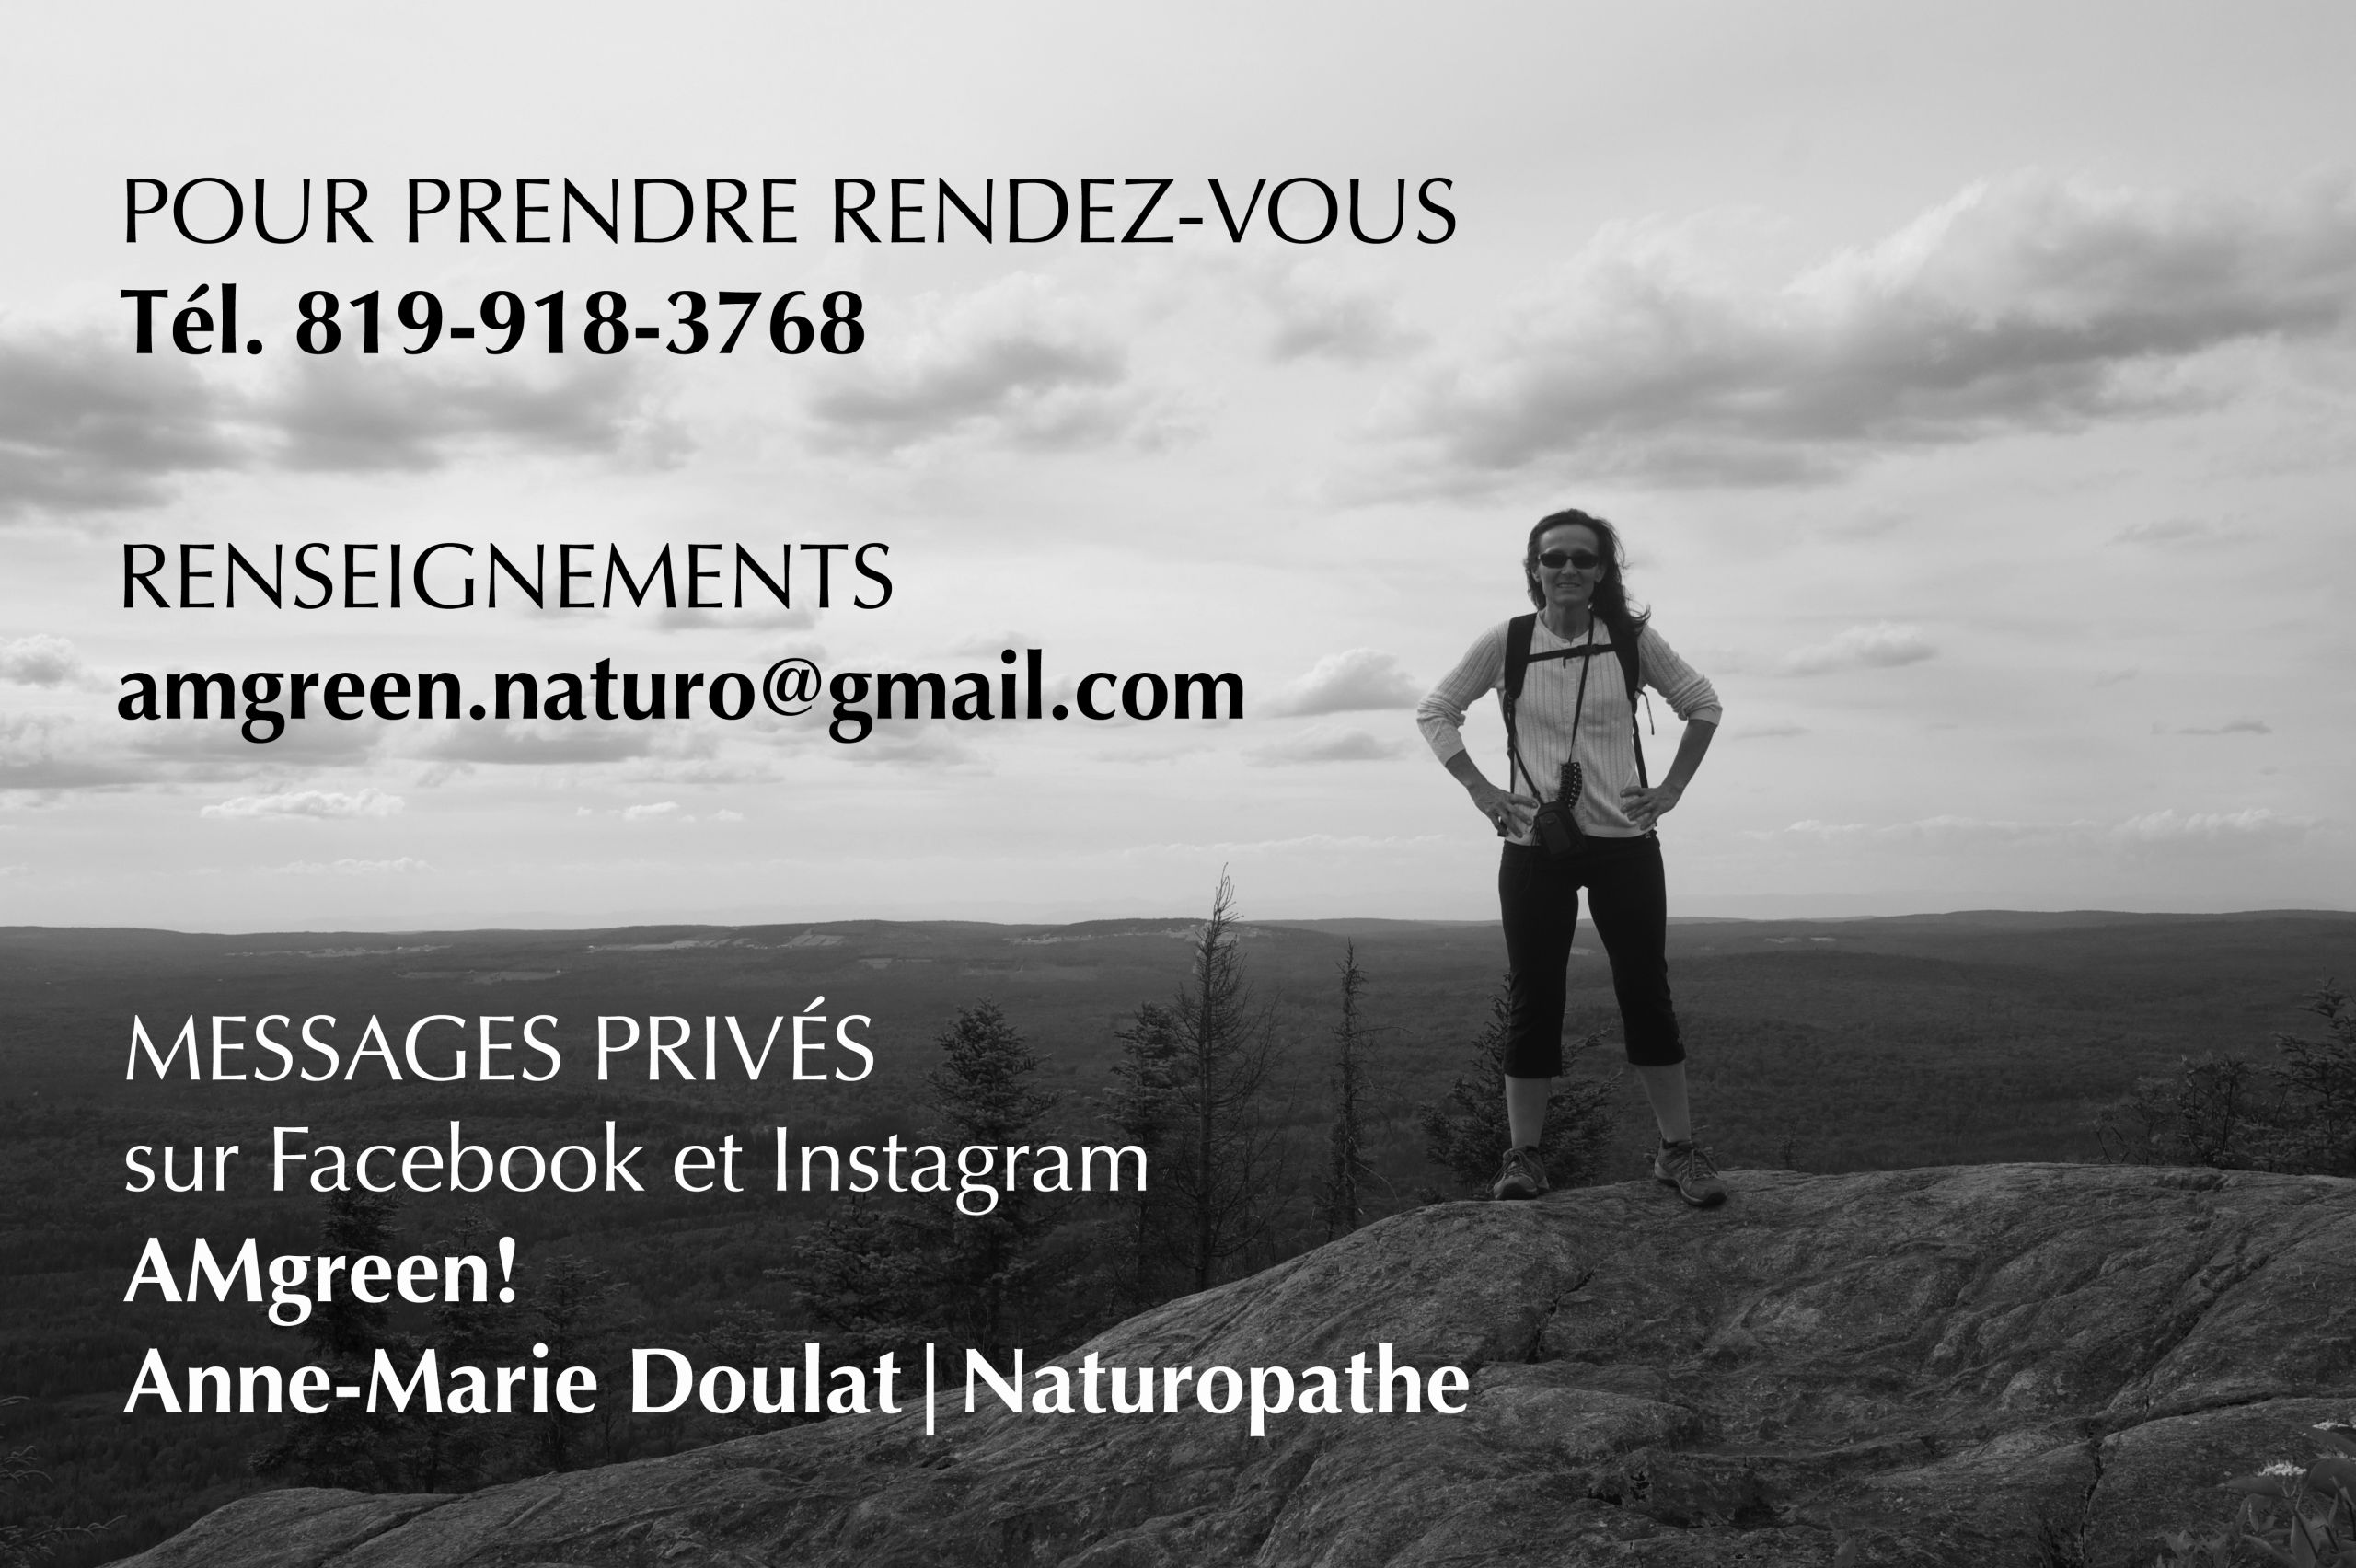 POUR PRENDRE RENDEZ-VOUS
Tél. 819-918-3768
RENSEIGNEMENTS
amgreen.naturo@gmail.com
MESSAGES PRIVÉS
sur Facebook et Instagram
AMgreen!
Anne-Marie Doulat|Naturopathe